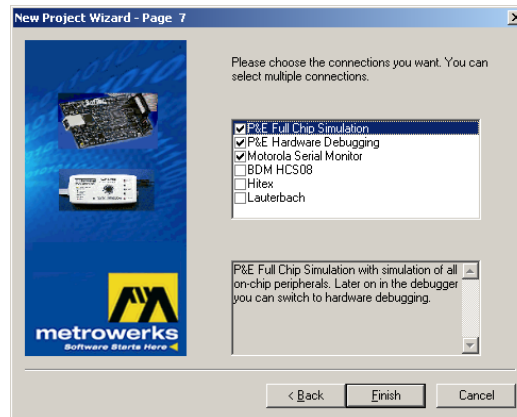 New Project Wizard - Page 7
Please choose the connections you want. You can
select multiple connections.
P&E Full Chip Simulation
P&E Hardware Debugging
Motorola Serial Monitor
BDM HCS08
Hitex
Lauterbach
P&E Full Chip Simulation with simulation of all
on-chip peripherals. Later on in the debugger
you can switch to hardware debugging.
metrowerks
Software Starts Here
< Back
Finish
Cancel